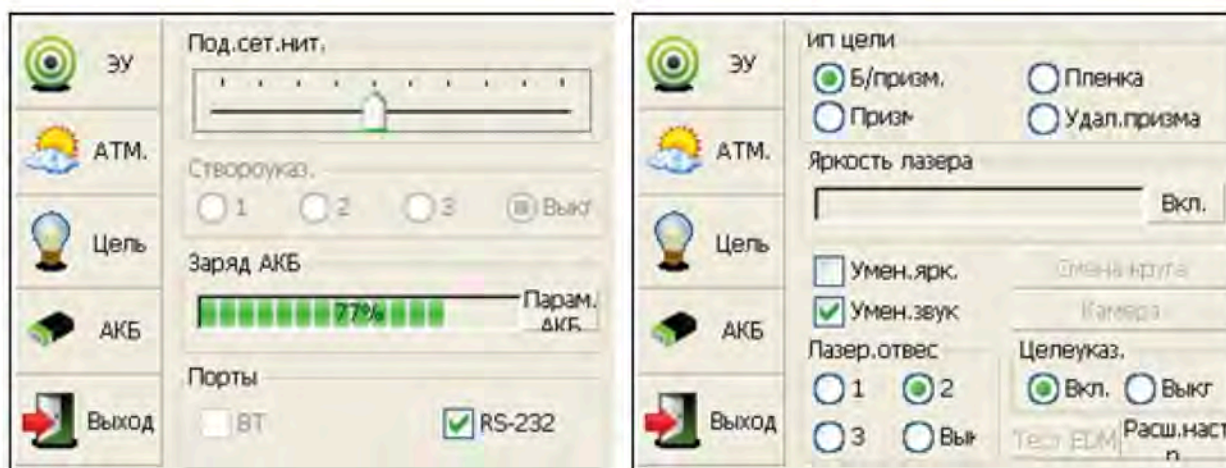 ЭУ
АТМ.
Цель
АКБ
Выход
Под.сет.нит.
Створоуказ.
1 2 3 Выкг
Заряд АКБ
77%
Парам.
АКБ
Порты
BT RS-232
ЭУ
АТМ.
Цель
АКБ
Выход
ип цели
Б/призм. Пленка
Призм Удал.призма
Яркость лазера
Вкл.
Умен.ярк. Смена круга
Умен.звук Камера
Лазер.отвес
1 2
3 Вык
Целеуказ.
Вкл. Выкг
Тест EDM
Расш.наст
р